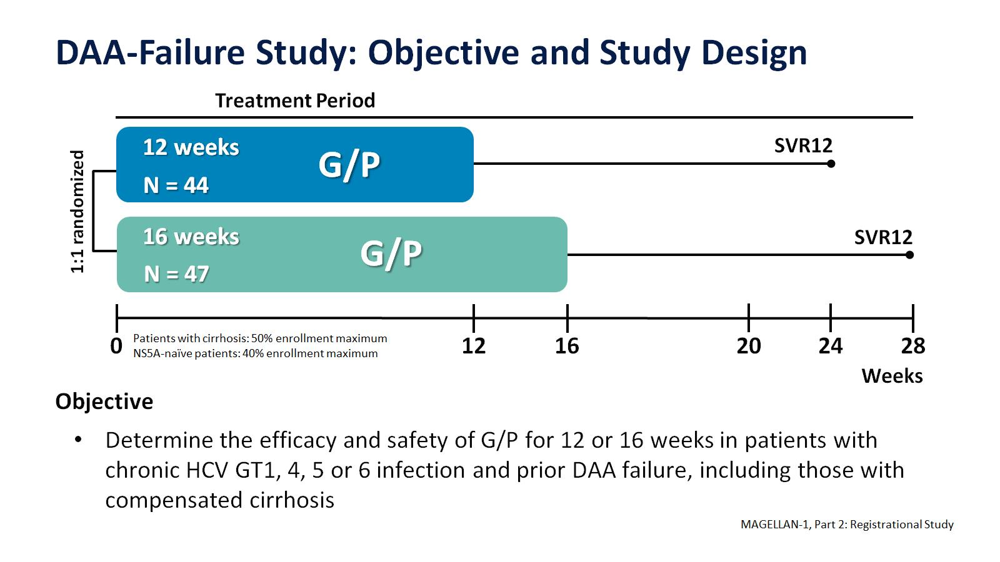 DAA-Failure Study: Objective and Study Design
Treatment Period
1:1 randomized
12 weeks
N = 44
G/P
SVR12
16 weeks
N = 47
G/P
SVR12
0
12
16
20
24
28
Patients with cirrhosis: 50% enrollment maximum
NS5A-naïve patients: 40% enrollment maximum
Weeks
Objective
• Determine the efficacy and safety of G/P for 12 or 16 weeks in patients with
chronic HCV GT1, 4, 5 or 6 infection and prior DAA failure, including those with
compensated cirrhosis
MAGELLAN-1, Part 2: Registrational Study